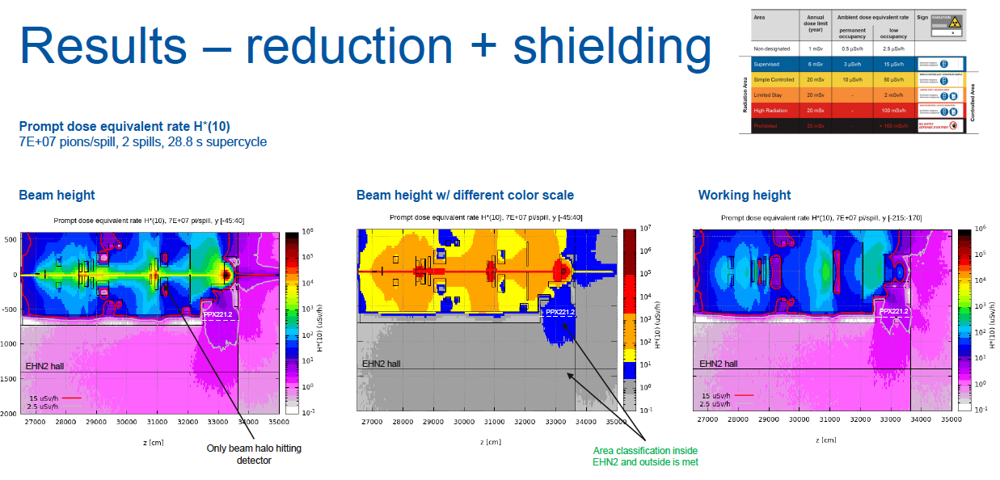 Results – reduction + shielding
Area
Annual dose limit (year)
Ambient dose equivalent rate
permanent occupancy
low occupancy
Sign
RADIATION
Non-designated 1 mSv 0.5 µSv/h 2.5 µSv/h
Supervised 6 mSv 3 µSv/h 15 µSv/h
Simple Controlled 20 mSv 10 µSv/h 50 µSv/h
Limited Stay 20 mSv - 2 mSv/h
High Radiation 20 mSv - 100 mSv/h
Prohibited 20 mSv - > 100 mSv/h
NO ENTRY
DEFENSE D'ENTRER
Radiation Area
Controlled Area
Prompt dose equivalent rate H*(10)
7E+07 pions/spill, 2 spills, 28.8 s supercycle
Beam height
Prompt dose equivalent rate H*(10), 7E+07 pi/spill, y [-45:40]
500
0
-500
1000
1500
2000
PPX221.2
EHN2 hall
15 uSv/h
2.5 uSv/h
27000 28000 29000 30000 31000 32000 33000 34000 35000
z [cm]
10^6
10^5
10^4
10^3
10^2
10^1
10^0
10^-1
H*(10) (uSv/h)
Only beam halo hitting
detector
Beam height w/ different color scale
Prompt dose equivalent rate H*(10), 7E+07 pi/spill, y [-45:40]
PPX221.2
EHN2 hall
27000 28000 29000 30000 31000 32000 33000 34000 35000
z [cm]
10^7
10^6
10^5
10^4
10^3
10^2
10^1
10^0
10^-1
H*(10) (uSv/h)
Area classification inside
EHN2 and outside is met
Working height
Prompt dose equivalent rate H*(10), 7E+07 pi/spill, y [-215:-170]
PPX221.2
EHN2 hall
15 uSv/h
2.5 uSv/h
27000 28000 29000 30000 31000 32000 33000 34000 35000
z [cm]
10^6
10^5
10^4
10^3
10^2
10^1
10^0
10^-1
H*(10) (uSv/h)